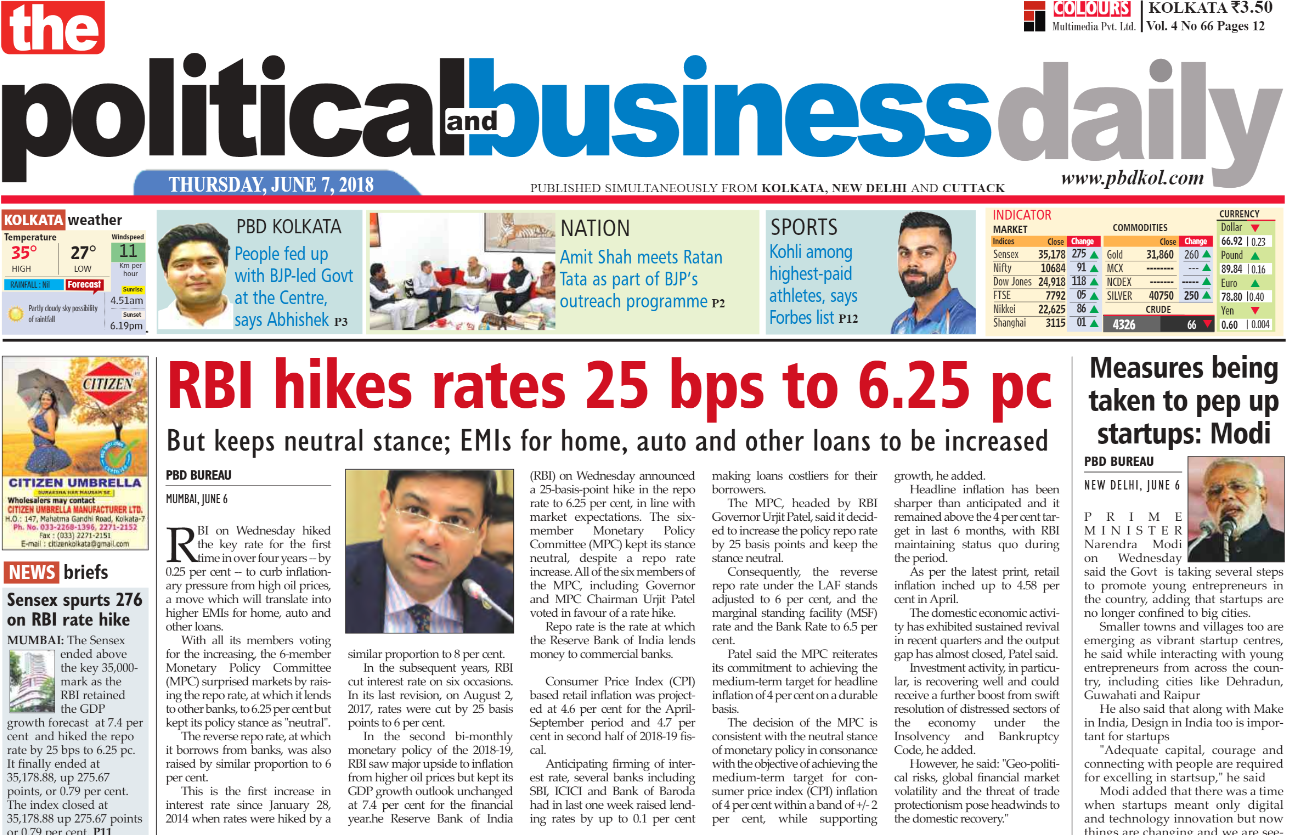 the
political and business daily
COLOURS
Multimedia Pvt. Ltd.
KOLKATA ₹3.50
Vol. 4 No 66 Pages 12
THURSDAY, JUNE 7, 2018
PUBLISHED SIMULTANEOUSLY FROM KOLKATA, NEW DELHI AND CUTTACK
www.pbdkol.com
KOLKATA weather
Temperature
35°
HIGH
27°
LOW
Windspeed
11
Km per
hour
RAINFALL : Nil
Forecast
Partly cloudy sky possibility
of rainfall
Sunrise
4.51am
Sunset
6.19pm
PBD KOLKATA
People fed up
with BJP-led Govt
at the Centre,
says Abhishek P3
NATION
Amit Shah meets Ratan
Tata as part of BJP's
outreach programme P2
SPORTS
Kohli among
highest-paid
athletes, says
Forbes list P12
INDICATOR
MARKET
Indices Close Change
Sensex 35,178 275
Nifty 10684 91
Dow Jones 24,918 118
FTSE 7792 05
Nikkei 22,625 86
Shanghai 3115 01
COMMODITIES
Close Change
Gold 31,860 260
MCX -------- ---
NCDEX ------- -----
SILVER 40750 250
CRUDE
4326 66
CURRENCY
Dollar
66.92 0.23
Pound
89.84 0.16
Euro
78.80 0.40
Yen
0.60 0.004
CITIZEN
CITIZEN UMBRELLA
SURAKSHA HAR MAUSAM SE
Wholesalers may contact
CITIZEN UMBRELLA MANUFACTURER LTD.
H.O.: 147, Mahatma Gandhi Road, Kolkata-7
Ph. No. 033-2268-1396, 2271-2152
Fax : (033) 2271-2151
E-mail : citizenkolkata@gmail.com
NEWS briefs
Sensex spurts 276
on RBI rate hike
MUMBAI: The Sensex
ended above
the key 35,000-
mark as the
RBI retained
the GDP
growth forecast at 7.4 per
cent and hiked the repo
rate by 25 bps to 6.25 pc.
It finally ended at
35,178.88, up 275.67
points, or 0.79 per cent.
The index closed at
35,178.88 up 275.67 points
or 0.79 per cent. P11
RBI hikes rates 25 bps to 6.25 pc
But keeps neutral stance; EMIs for home, auto and other loans to be increased
PBD BUREAU
MUMBAI, JUNE 6
RBI on Wednesday hiked
the key rate for the first
time in over four years – by
0.25 per cent – to curb inflation-
ary pressure from high oil prices,
a move which will translate into
higher EMIs for home, auto and
other loans.
With all its members voting
for the increasing, the 6-member
Monetary Policy Committee
(MPC) surprised markets by rais-
ing the repo rate, at which it lends
to other banks, to 6.25 per cent but
kept its policy stance as "neutral".
The reverse repo rate, at which
it borrows from banks, was also
raised by similar proportion to 6
per cent.
This is the first increase in
interest rate since January 28,
2014 when rates were hiked by a
similar proportion to 8 per cent.
In the subsequent years, RBI
cut interest rate on six occasions.
In its last revision, on August 2,
2017, rates were cut by 25 basis
points to 6 per cent.
In the second bi-monthly
monetary policy of the 2018-19,
RBI saw major upside to inflation
from higher oil prices but kept its
GDP growth outlook unchanged
at 7.4 per cent for the financial
year.he Reserve Bank of India
(RBI) on Wednesday announced
a 25-basis-point hike in the repo
rate to 6.25 per cent, in line with
market expectations. The six-
member Monetary Policy
Committee (MPC) kept its stance
neutral, despite a repo rate
increase. All of the six members of
the MPC, including Governor
and MPC Chairman Urjit Patel
voted in favour of a rate hike.
Repo rate is the rate at which
the Reserve Bank of India lends
money to commercial banks.
Consumer Price Index (CPI)
based retail inflation was project-
ed at 4.6 per cent for the April-
September period and 4.7 per
cent in second half of 2018-19 fis-
cal.
Anticipating firming of inter-
est rate, several banks including
SBI, ICICI and Bank of Baroda
had in last one week raised lend-
ing rates by up to 0.1 per cent
making loans costliers for their
borrowers.
The MPC, headed by RBI
Governor Urjit Patel, said it decid-
ed to increase the policy repo rate
by 25 basis points and keep the
stance neutral.
Consequently, the reverse
repo rate under the LAF stands
adjusted to 6 per cent, and the
marginal standing facility (MSF)
rate and the Bank Rate to 6.5 per
cent.
Patel said the MPC reiterates
its commitment to achieving the
medium-term target for headline
inflation of 4 per cent on a durable
basis.
The decision of the MPC is
consistent with the neutral stance
of monetary policy in consonance
with the objective of achieving the
medium-term target for con-
sumer price index (CPI) inflation
of 4 per cent within a band of +/- 2
per cent, while supporting
growth, he added.
Headline inflation has been
sharper than anticipated and it
remained above the 4 per cent tar-
get in last 6 months, with RBI
maintaining status quo during
the period.
As per the latest print, retail
inflation inched up to 4.58 per
cent in April.
The domestic economic activi-
ty has exhibited sustained revival
in recent quarters and the output
gap has almost closed, Patel said.
Investment activity, in particu-
lar, is recovering well and could
receive a further boost from swift
resolution of distressed sectors of
the economy under the
Insolvency and Bankruptcy
Code, he added.
However, he said: "Geo-politi-
cal risks, global financial market
volatility and the threat of trade
protectionism pose headwinds to
the domestic recovery."
Measures being
taken to pep up
startups: Modi
PBD BUREAU
NEW DELHI, JUNE 6
PRIME
MINISTER
Narendra Modi
on Wednesday
said the Govt is taking several steps
to promote young entrepreneurs in
the country, adding that startups are
no longer confined to big cities.
Smaller towns and villages too are
emerging as vibrant startup centres,
he said while interacting with young
entrepreneurs from across the coun-
try, including cities like Dehradun,
Guwahati and Raipur
He also said that along with Make
in India, Design in India too is impor-
tant for startups
"Adequate capital, courage and
connecting with people are required
for excelling in startsup," he said
Modi added that there was a time
when startups meant only digital
and technology innovation but now
things are changing and we are see-